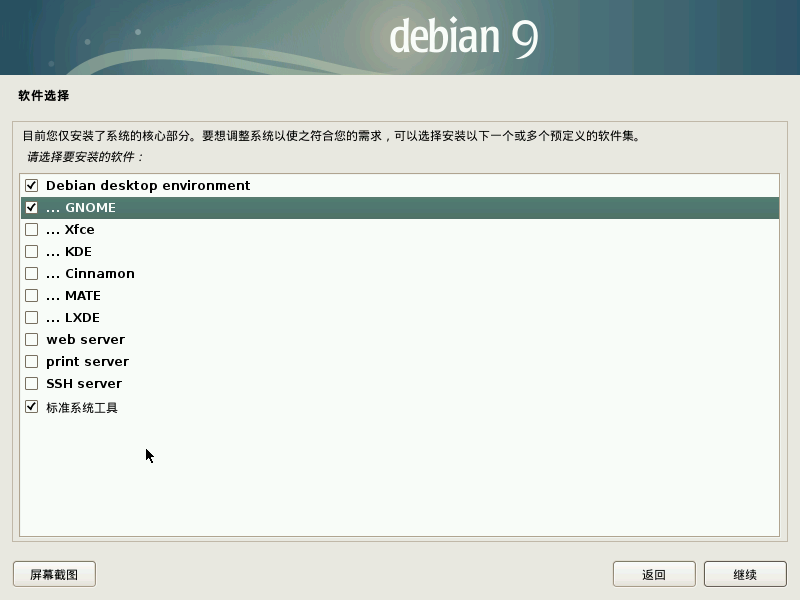 debian 9
软件选择
目前您仅安装了系统的核心部分。要想调整系统以使之符合您的需求，可以选择安装以下一个或多个预定义的软件集。
请选择要安装的软件：
Debian desktop environment
... GNOME
... Xfce
... KDE
... Cinnamon
... MATE
... LXDE
web server
print server
SSH server
标准系统工具
屏幕截图
返回
继续